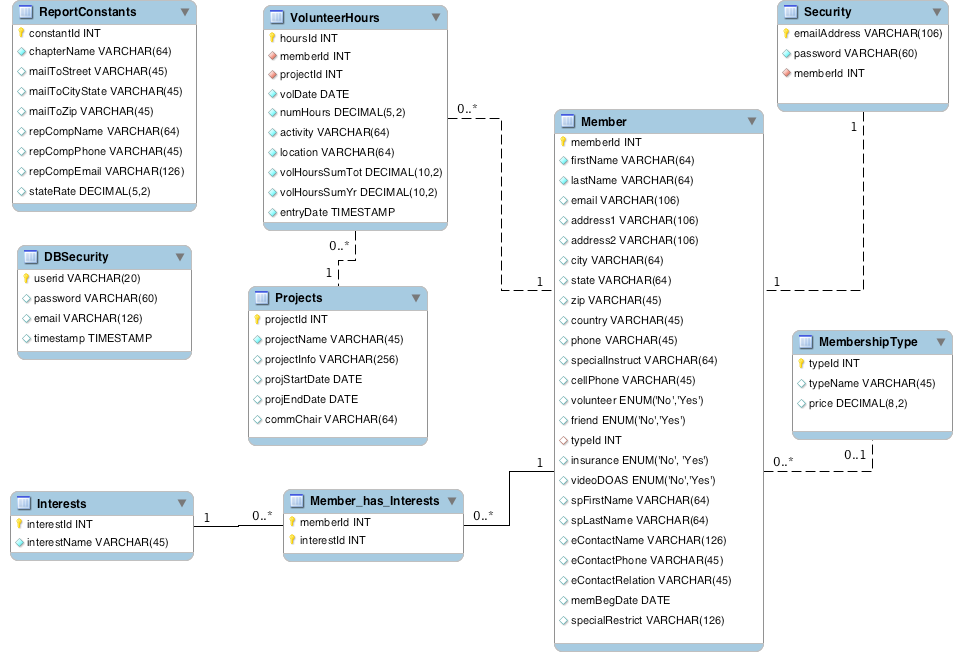 ReportConstants
constantId INT
chapterName VARCHAR(64)
mailToStreet VARCHAR(45)
mailToCityState VARCHAR(45)
mailToZip VARCHAR(45)
repCompName VARCHAR(64)
repCompPhone VARCHAR(45)
repCompEmail VARCHAR(126)
stateRate DECIMAL(5,2)
VolunteerHours
hoursId INT
memberId INT
projectId INT
volDate DATE
numHours DECIMAL(5,2)
activity VARCHAR(64)
location VARCHAR(64)
volHoursSumTot DECIMAL(10,2)
volHoursSumYr DECIMAL(10,2)
entryDate TIMESTAMP
Security
emailAddress VARCHAR(106)
password VARCHAR(60)
memberId INT
0..*
1
0..*
1
1
1
DBSecurity
userid VARCHAR(20)
password VARCHAR(60)
email VARCHAR(126)
timestamp TIMESTAMP
Projects
projectId INT
projectName VARCHAR(45)
projectInfo VARCHAR(256)
projStartDate DATE
projEndDate DATE
commChair VARCHAR(64)
Member
memberId INT
firstName VARCHAR(64)
lastName VARCHAR(64)
email VARCHAR(106)
address1 VARCHAR(106)
address2 VARCHAR(106)
city VARCHAR(64)
state VARCHAR(64)
zip VARCHAR(45)
country VARCHAR(45)
phone VARCHAR(45)
specialInstruct VARCHAR(64)
cellPhone VARCHAR(45)
volunteer ENUM('No','Yes')
friend ENUM('No','Yes')
typeId INT
insurance ENUM('No', 'Yes')
videoDOAS ENUM('No','Yes')
spFirstName VARCHAR(64)
spLastName VARCHAR(64)
eContactName VARCHAR(126)
eContactPhone VARCHAR(45)
eContactRelation VARCHAR(45)
memBegDate DATE
specialRestrict VARCHAR(126)
MembershipType
typeId INT
typeName VARCHAR(45)
price DECIMAL(8,2)
0..1
0..*
Interests
interestId INT
interestName VARCHAR(45)
1
0..*
Member_has_Interests
memberId INT
interestId INT
0..*
1